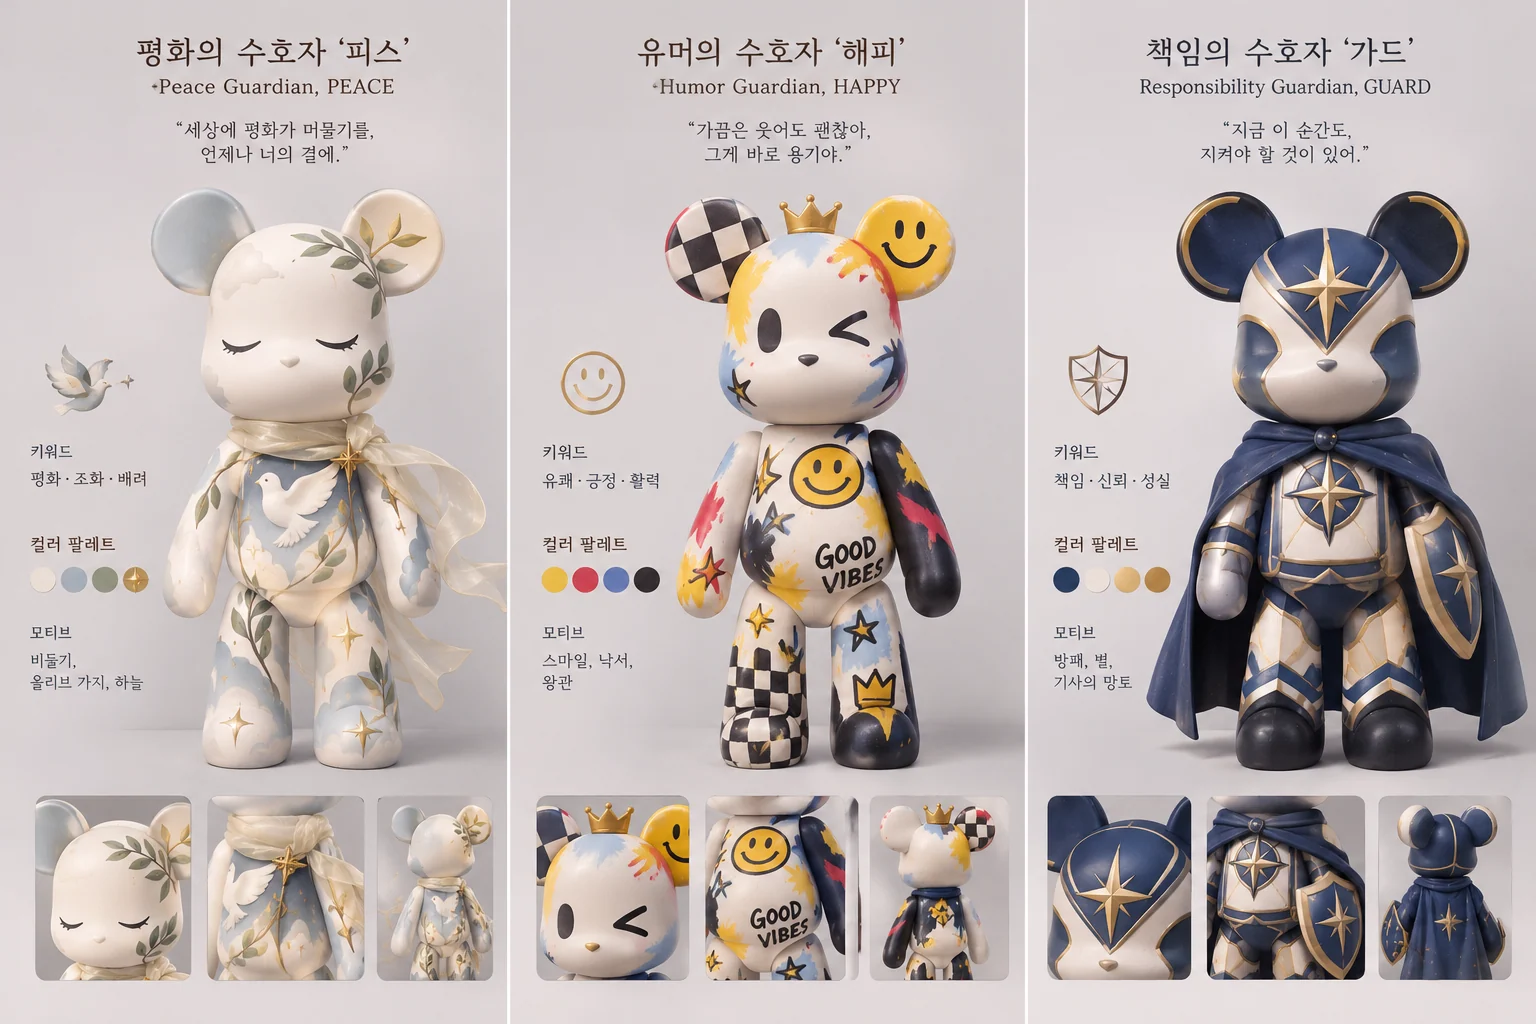 평화의 수호자 ‘피스’
Peace Guardian, PEACE
“세상에 평화가 머물기를,
언제나 너의 결에.”
키워드
평화 · 조화 · 배려
컬러 팔레트
모티브
비둘기,
올리브 가지, 하늘
유머의 수호자 ‘해피’
Humor Guardian, HAPPY
“가끔은 웃어도 괜찮아,
그게 바로 용기야.”
키워드
유쾌 · 긍정 · 활력
컬러 팔레트
모티브
스마일, 낙서,
왕관
GOOD
VIBES
GOOD
VIBES
책임의 수호자 ‘가드’
Responsibility Guardian, GUARD
“지금 이 순간도,
지켜야 할 것이 있어.”
키워드
책임 · 신뢰 · 성실
컬러 팔레트
모티브
방패, 별,
기사의 망토